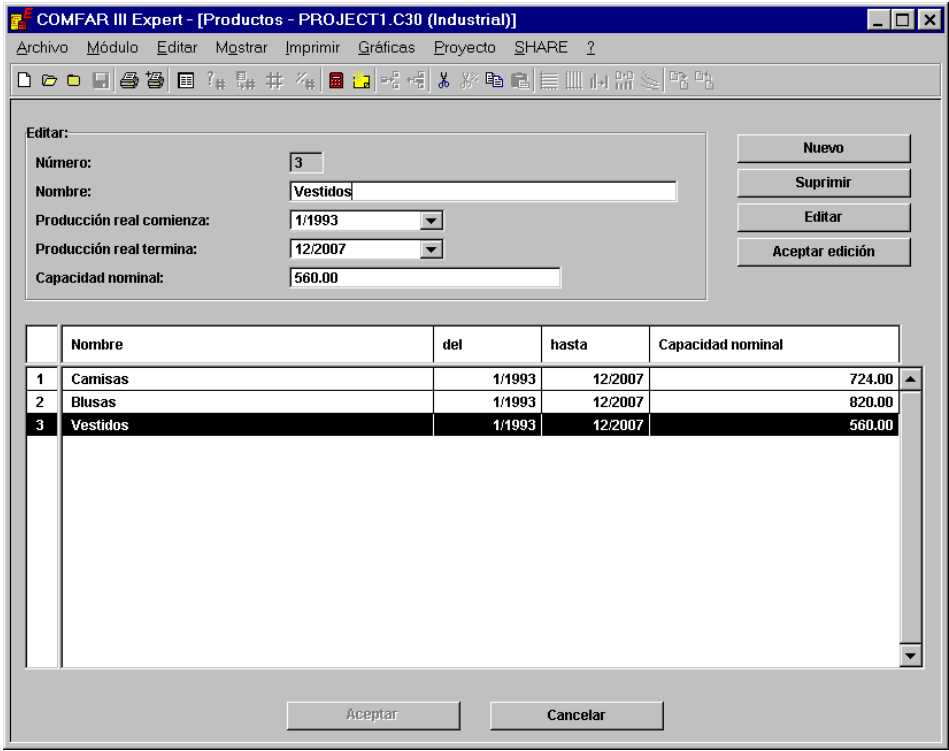 COMFAR III Expert - [Productos - PROJECT1.C30 (Industrial)]
Archivo Módulo Editar Mostrar Imprimir Gráficas Proyecto SHARE ?
Editar:
Número: 3
Nombre: Vestidos
Producción real comienza: 1/1993
Producción real termina: 12/2007
Capacidad nominal: 560.00
Nuevo
Suprimir
Editar
Aceptar edición
Nombre del hasta Capacidad nominal
1 Camisas 1/1993 12/2007 724.00
2 Blusas 1/1993 12/2007 820.00
3 Vestidos 1/1993 12/2007 560.00
Aceptar Cancelar